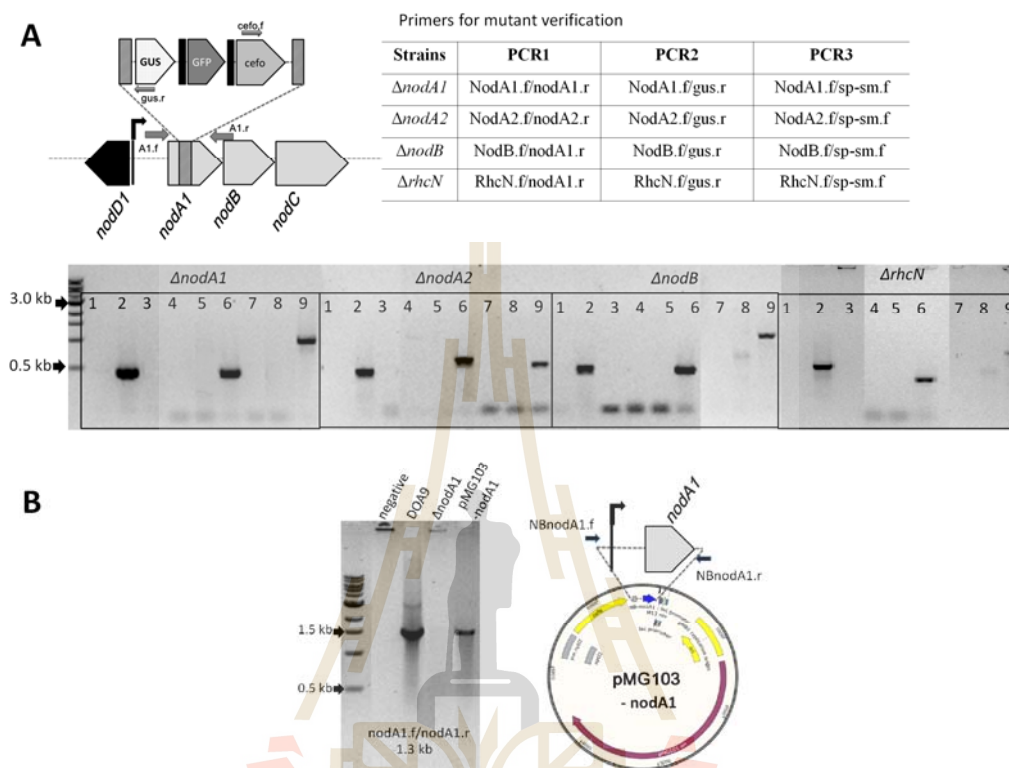 A
Primers for mutant verification
Strains PCR1 PCR2 PCR3
ΔnodA1 NodA1.f/nodA1.r NodA1.f/gus.r NodA1.f/sp-sm.f
ΔnodA2 NodA2.f/nodA2.r NodA2.f/gus.r NodA2.f/sp-sm.f
ΔnodB NodB.f/nodA1.r NodB.f/gus.r NodB.f/sp-sm.f
ΔrhcN RhcN.f/nodA1.r RhcN.f/gus.r RhcN.f/sp-sm.f
cefo.f
GUS GFP cefo
gus.r
A1.f A1.r
nodD1 nodA1 nodB nodC
ΔnodA1 ΔnodA2 ΔnodB ΔrhcN
3.0 kb
1 2 3 4 5 6 7 8 9 1 2 3 4 5 6 7 8 9 1 2 3 4 5 6 7 8 9 1 2 3 4 5 6 7 8 9
0.5 kb
B
negative DOA9 ΔnodA1 pMG103
-nodA1
1.5 kb
0.5 kb
nodA1.f/nodA1.r
1.3 kb
nodA1
NBnodA1.f
NBnodA1.r
pMG103
- nodA1